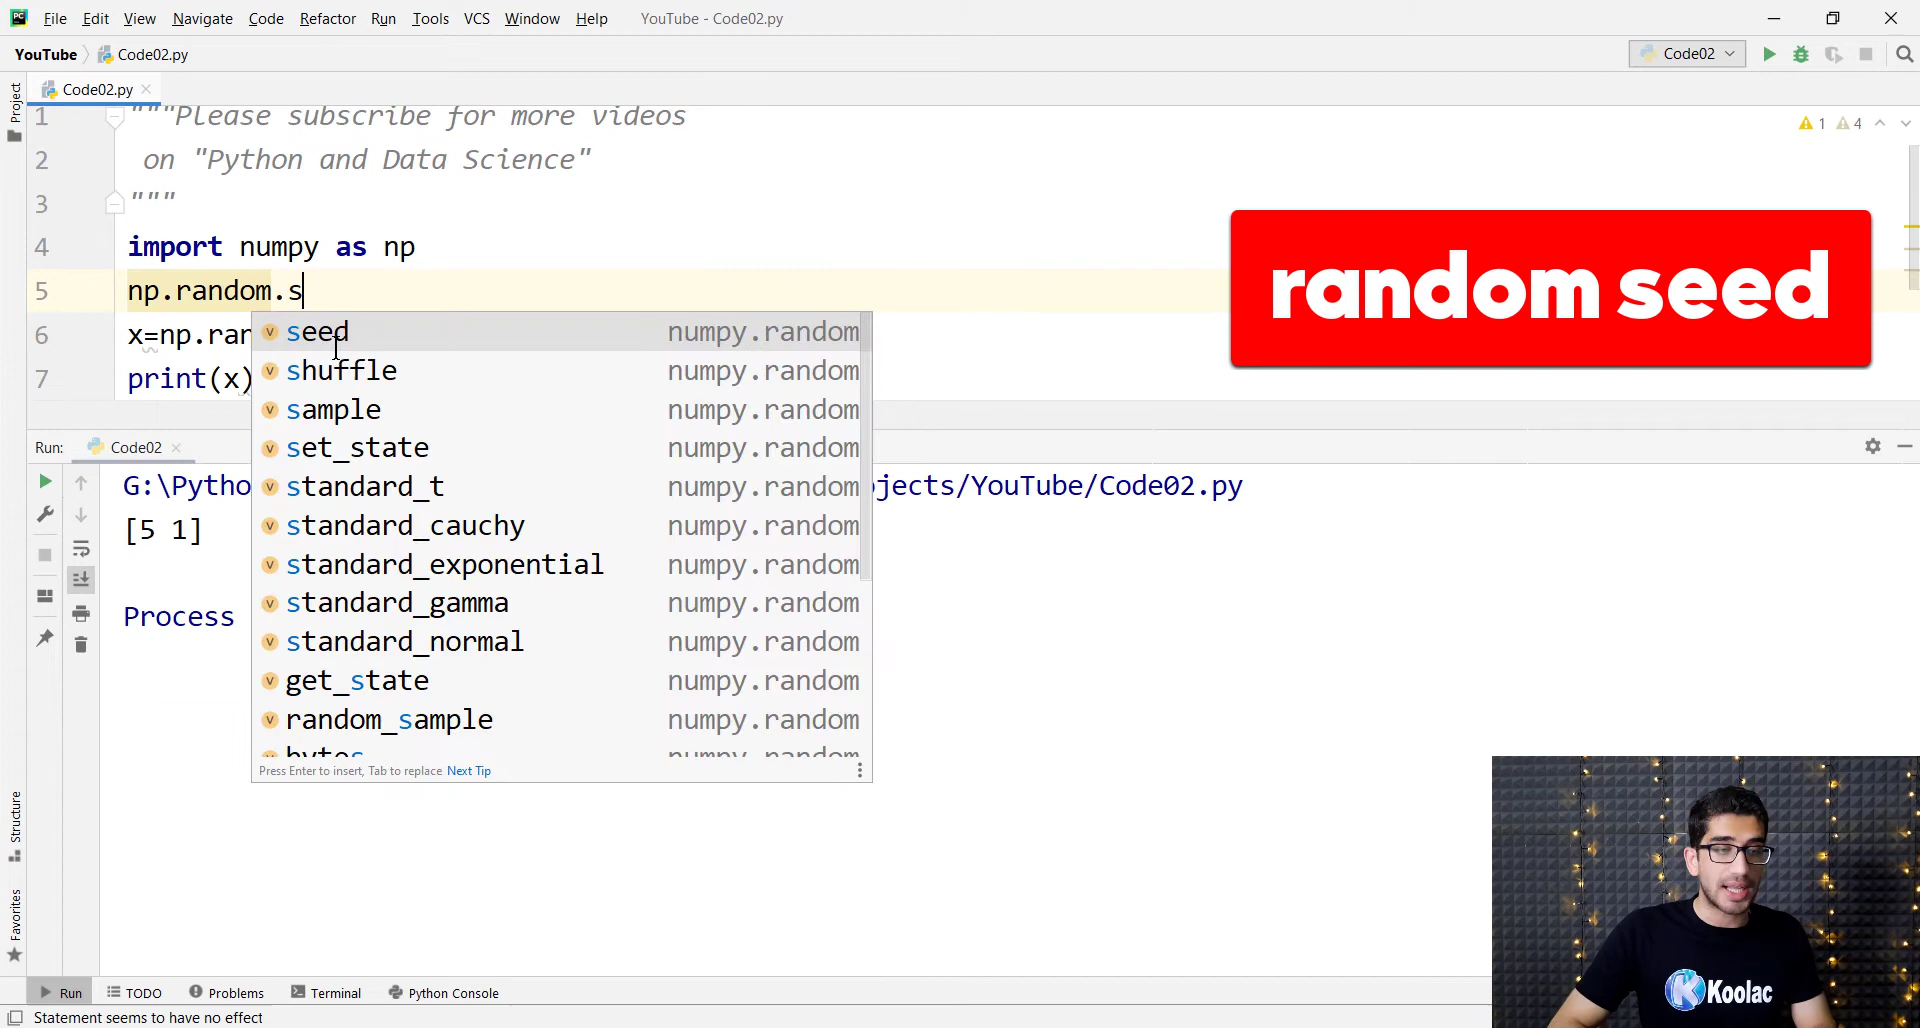 File Edit View Navigate Code Refactor Run Tools VCS Window Help YouTube - Code02.py
YouTube Code02.py Code02
Project
Code02.py
1 """Please subscribe for more videos
2 on "Python and Data Science"
3 """
4 import numpy as np
5 np.random.s
6 x=np.ran
7 print(x)
1 4
random seed
seed numpy.random
shuffle numpy.random
sample numpy.random
set_state numpy.random
standard_t numpy.random
standard_cauchy numpy.random
standard_exponential numpy.random
standard_gamma numpy.random
standard_normal numpy.random
get_state numpy.random
random_sample numpy.random
bytes numpy.random
Press Enter to insert, Tab to replace Next Tip
Run: Code02
G:\Pytho jects/YouTube/Code02.py
[5 1]
Process
Structure
Favorites
Koolac
Run TODO Problems Terminal Python Console
Statement seems to have no effect